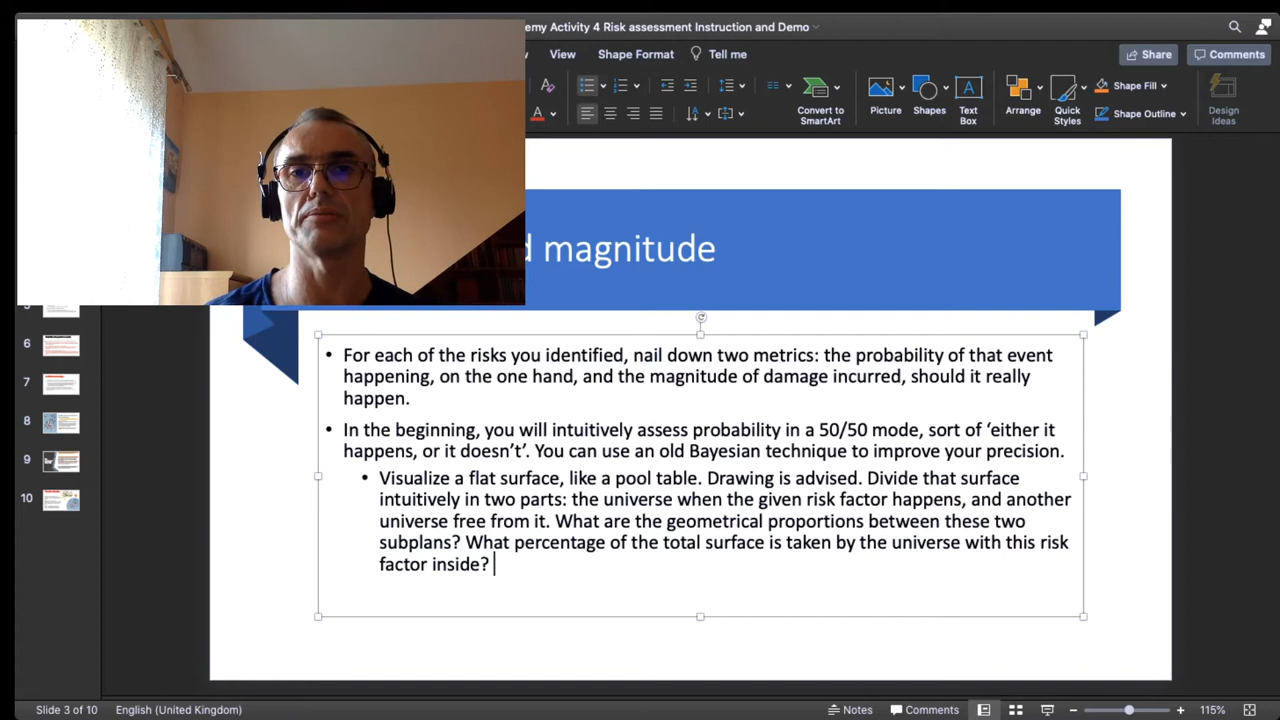 emy Activity 4 Risk assessment Instruction and Demo
View Shape Format Tell me
Share Comments
Convert to
SmartArt
Picture
Shapes
Text
Box
Arrange
Quick
Styles
Shape Fill
Shape Outline
Design
Ideas
d magnitude
• For each of the risks you identified, nail down two metrics: the probability of that event
happening, on the one hand, and the magnitude of damage incurred, should it really
happen.
• In the beginning, you will intuitively assess probability in a 50/50 mode, sort of ‘either it
happens, or it doesn’t’. You can use an old Bayesian technique to improve your precision.
• Visualize a flat surface, like a pool table. Drawing is advised. Divide that surface
intuitively in two parts: the universe when the given risk factor happens, and another
universe free from it. What are the geometrical proportions between these two
subplans? What percentage of the total surface is taken by the universe with this risk
factor inside?
6
7
8
9
10
Slide 3 of 10 English (United Kingdom) Notes Comments 115%